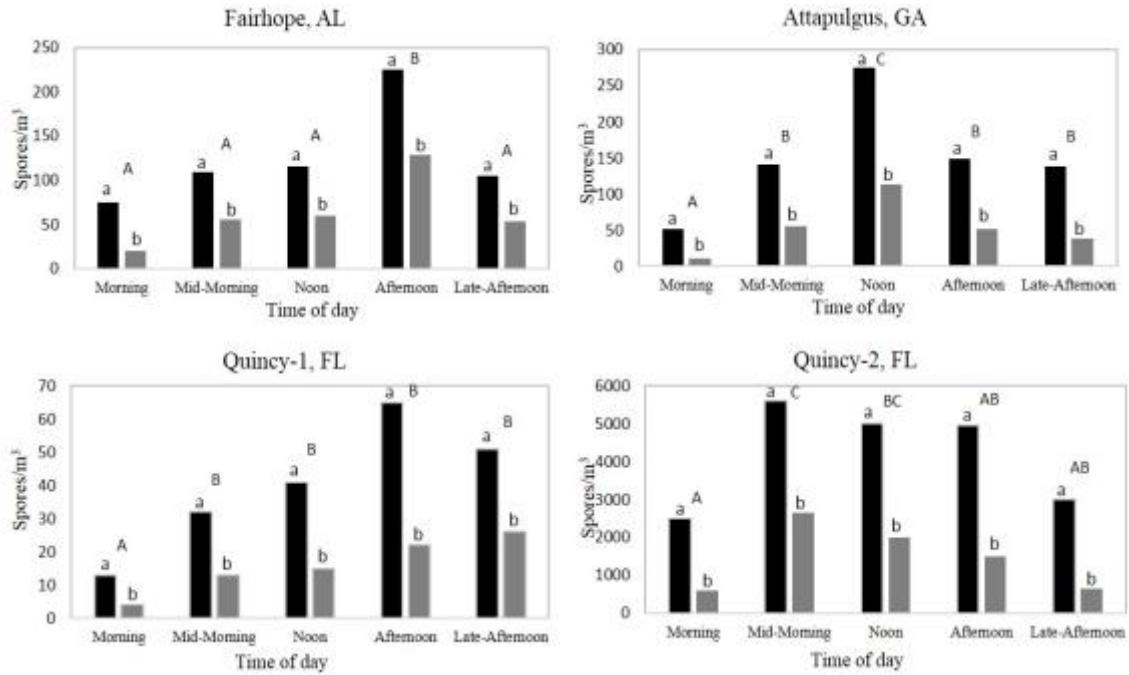 Fairhope, AL
250
200
150
100
50
0
Spores/m³
a b A
a b A
a b A
a b B
a b A
Morning Mid-Morning Noon Afternoon Late-Afternoon
Time of day
Attapulgus, GA
300
250
200
150
100
50
0
Spores/m³
a b A
a b B
a b C
a b B
a b B
Morning Mid-Morning Noon Afternoon Late-Afternoon
Time of day
Quincy-1, FL
70
60
50
40
30
20
10
0
Spores/m³
a b A
a b B
a b B
a b B
a b B
Morning Mid-Morning Noon Afternoon Late-Afternoon
Time of day
Quincy-2, FL
6000
5000
4000
3000
2000
1000
0
Spores/m³
a b A
a b C
a b BC
a b AB
a b AB
Morning Mid-Morning Noon Afternoon Late-Afternoon
Time of day